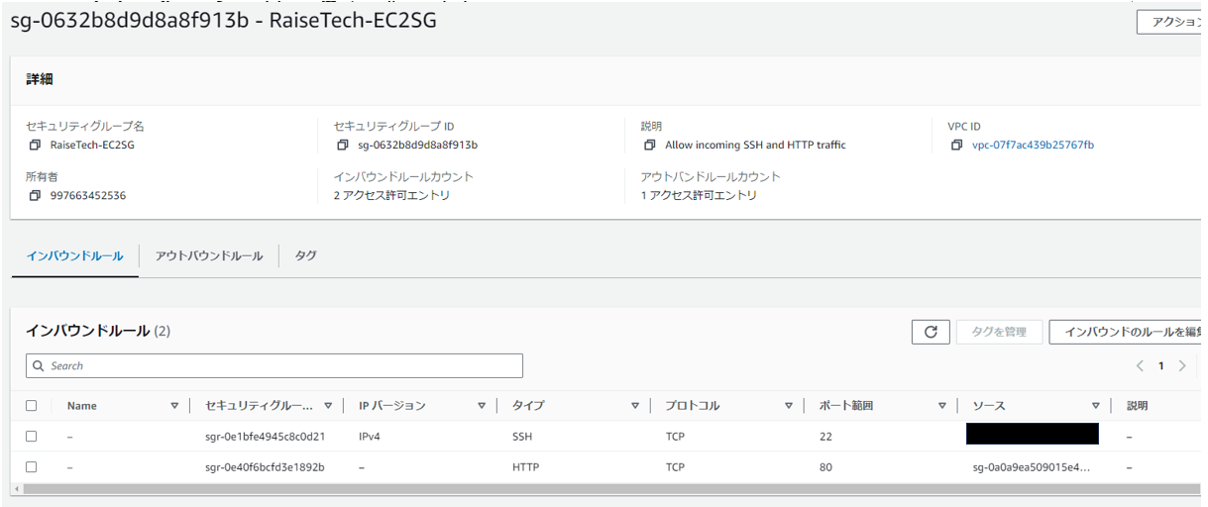 sg-0632b8d9d8a8f913b - RaiseTech-EC2SG
アクション
詳細
セキュリティグループ名 セキュリティグループ ID 説明 VPC ID
RaiseTech-EC2SG sg-0632b8d9d8a8f913b Allow incoming SSH and HTTP traffic vpc-07f7ac439b25767fb
所有者 インバウンドルールカウント アウトバンドルールカウント
997663452536 2 アクセス許可エントリ 1 アクセス許可エントリ
インバウンドルール アウトバウンドルール タグ
インバウンドルール (2) タグを管理 インバウンドのルールを編
Search
1
Name セキュリティグルー... IP バージョン タイプ プロトコル ポート範囲 ソース 説明
– sgr-0e1bfe4945c8c0d21 IPv4 SSH TCP 22 –
– sgr-0e40f6bcfd3e1892b – HTTP TCP 80 sg-0a0a9ea509015e4... –